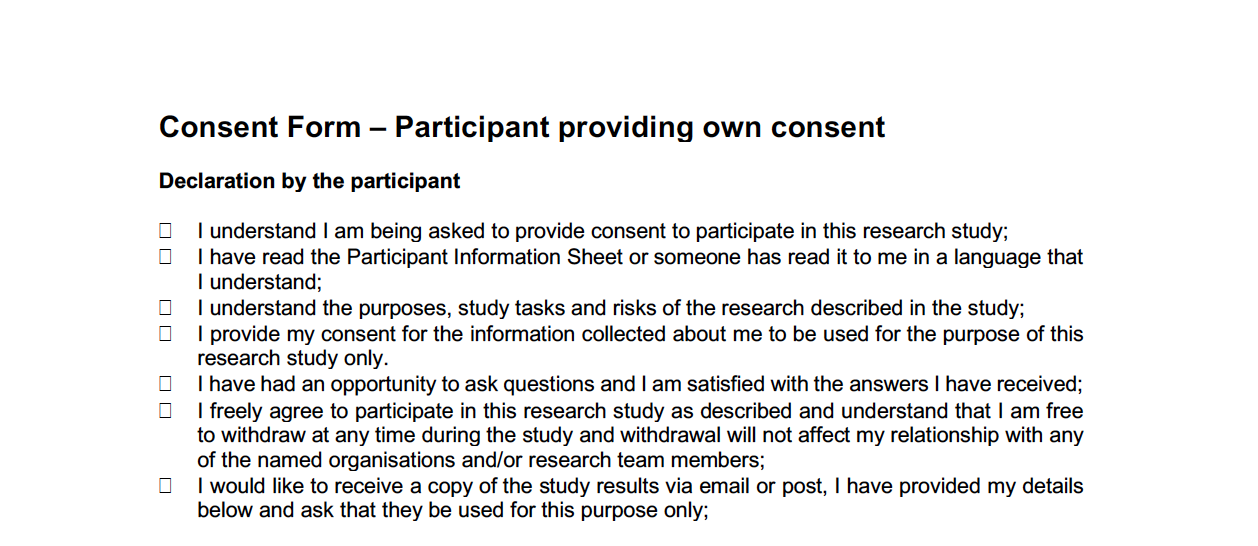 Consent Form – Participant providing own consent
Declaration by the participant
☐ I understand I am being asked to provide consent to participate in this research study;
☐ I have read the Participant Information Sheet or someone has read it to me in a language that
I understand;
☐ I understand the purposes, study tasks and risks of the research described in the study;
☐ I provide my consent for the information collected about me to be used for the purpose of this
research study only.
☐ I have had an opportunity to ask questions and I am satisfied with the answers I have received;
☐ I freely agree to participate in this research study as described and understand that I am free
to withdraw at any time during the study and withdrawal will not affect my relationship with any
of the named organisations and/or research team members;
☐ I would like to receive a copy of the study results via email or post, I have provided my details
below and ask that they be used for this purpose only;